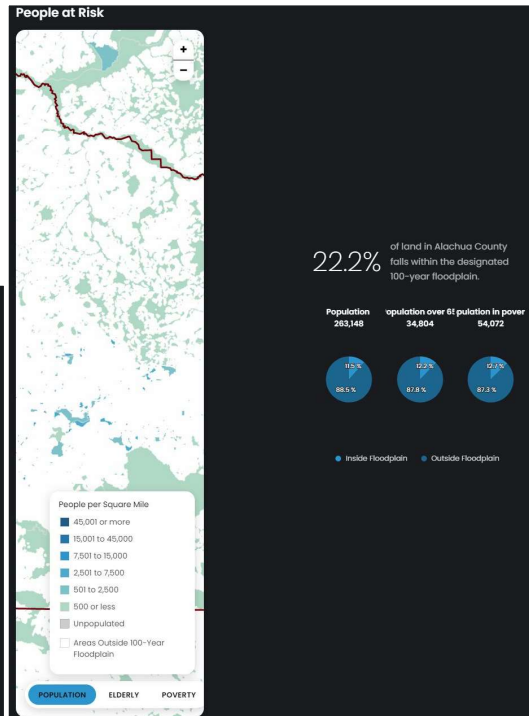 People at Risk
+
−
22.2%
of land in Alachua County
falls within the designated
100-year floodplain.
Population
263,148
opulation over 65
34,804
pulation in pover
54,072
11.5 %
88.5 %
12.2 %
87.8 %
12.7 %
87.3 %
Inside Floodplain
Outside Floodplain
People per Square Mile
45,001 or more
15,001 to 45,000
7,501 to 15,000
2,501 to 7,500
501 to 2,500
500 or less
Unpopulated
Areas Outside 100-Year
Floodplain
POPULATION ELDERLY POVERTY